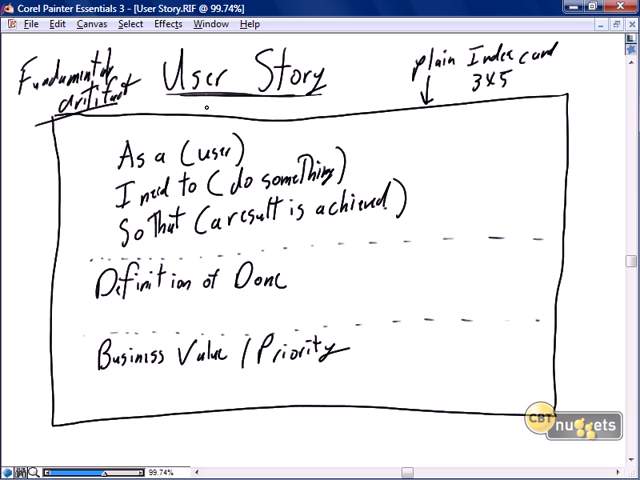 Corel Painter Essentials 3 - [User Story.RIF @ 99.74%]
File Edit Canvas Select Effects Window Help
Fundamental
artifact
User Story
plain Index card
3x5
As a (user)
I need to (do something)
So That (a result is achieved)
Definition of Done
Business Value / Priority
CBT
nuggets
99.74%